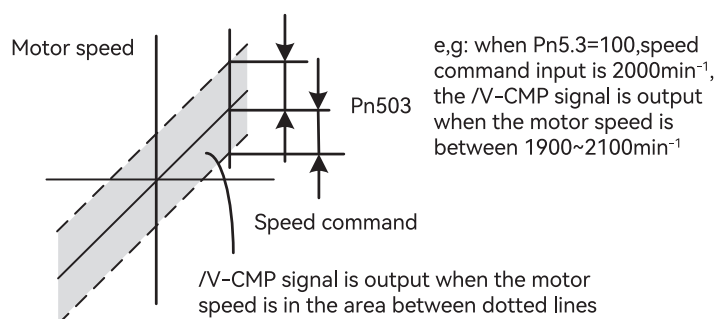 Motor speed
e,g: when Pn5.3=100,speed
command input is 2000min⁻¹,
the /V-CMP signal is output
when the motor speed is
between 1900~2100min⁻¹
Pn503
Speed command
/V-CMP signal is output when the motor
speed is in the area between dotted lines